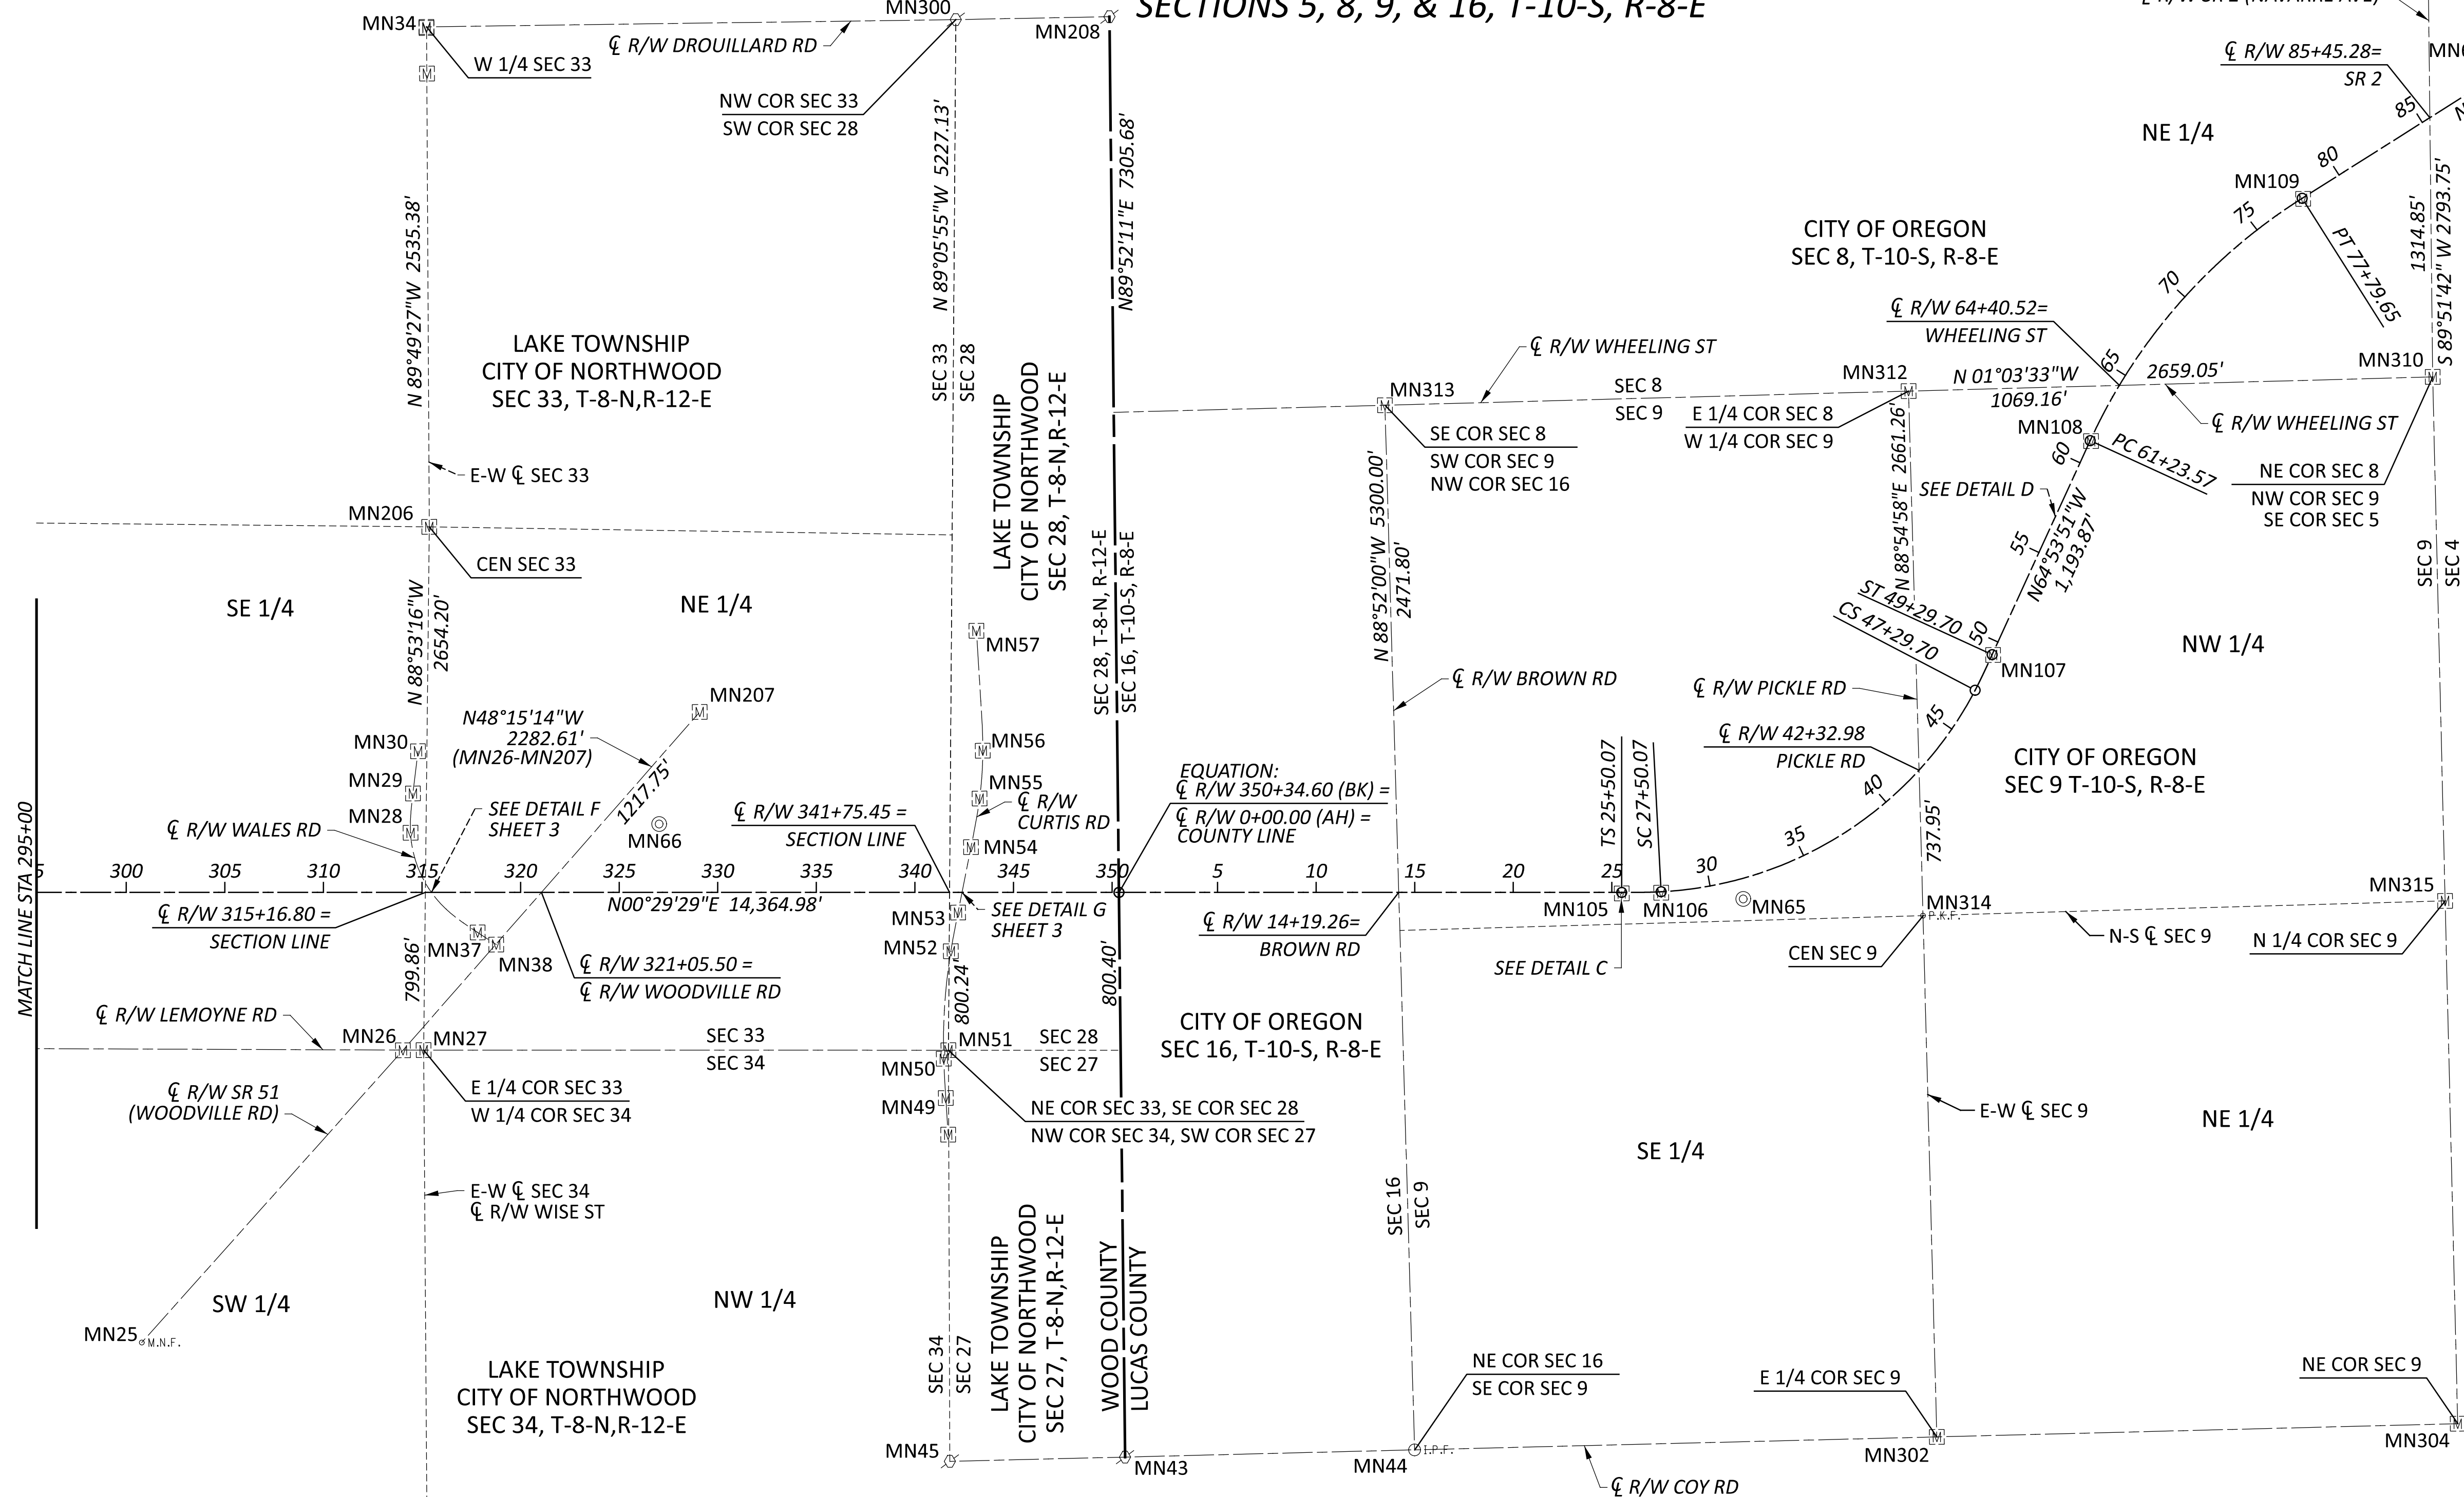 SECTIONS 5, 8, 9, & 16, T-10-S, R-8-E
MN300
MN34
MN208
℄ R/W DROUILLARD RD
W 1/4 SEC 33
NW COR SEC 33
SW COR SEC 28
℄ R/W 85+45.28=
SR 2
85
NE 1/4
80
MN109
75
PT 77+79.65
70
65
N 89°49'27"W 2535.38'
N 89°05'55"W 5227.13'
N89°52'11"E 7305.68'
1314.85'
S 89°51'42" W 2793.75'
CITY OF OREGON
SEC 8, T-10-S, R-8-E
℄ R/W 64+40.52=
WHEELING ST
LAKE TOWNSHIP
CITY OF NORTHWOOD
SEC 33, T-8-N,R-12-E
SEC 33
SEC 28
LAKE TOWNSHIP
CITY OF NORTHWOOD
SEC 28, T-8-N,R-12-E
℄ R/W WHEELING ST
MN313
SEC 8
SEC 9
MN312
N 01°03'33"W
1069.16'
2659.05'
MN310
℄ R/W WHEELING ST
E 1/4 COR SEC 8
W 1/4 COR SEC 9
SE COR SEC 8
SW COR SEC 9
NW COR SEC 16
MN108
PC 61+23.57
60
NE COR SEC 8
NW COR SEC 9
SE COR SEC 5
SEE DETAIL D
N64°53'51"W
1,193.87'
55
E-W ℄ SEC 33
MN206
CEN SEC 33
N 88°52'00"W 5300.00'
2471.80'
N 88°54'58"E 2661.26'
SEC 28, T-8-N, R-12-E
SEC 16, T-10-S, R-8-E
SEC 9
SEC 4
SE 1/4
NE 1/4
N 88°53'16"W
2654.20'
MN57
ST 49+29.70
CS 47+29.70
50
MN107
NW 1/4
℄ R/W BROWN RD
℄ R/W PICKLE RD
45
MN207
N48°15'14"W
2282.61'
(MN26-MN207)
1217.75'
MN30
MN29
MN28
MN56
MN55
℄ R/W
CURTIS RD
MN54
℄ R/W 42+32.98
PICKLE RD
CITY OF OREGON
SEC 9 T-10-S, R-8-E
EQUATION:
℄ R/W 350+34.60 (BK) =
℄ R/W 0+00.00 (AH) =
COUNTY LINE
TS 25+50.07
SC 27+50.07
40
35
737.95'
MATCH LINE STA 295+00
℄ R/W WALES RD
SEE DETAIL F
SHEET 3
MN66
℄ R/W 341+75.45 =
SECTION LINE
300
305
310
315
320
325
330
335
340
345
350
5
10
15
20
25
30
N00°29'29"E 14,364.98'
℄ R/W 315+16.80 =
SECTION LINE
MN37
MN38
MN53
MN52
SEE DETAIL G
SHEET 3
℄ R/W 14+19.26=
BROWN RD
MN105
MN106
MN65
MN314
P.K.F.
MN315
N-S ℄ SEC 9
N 1/4 COR SEC 9
CEN SEC 9
SEE DETAIL C
℄ R/W 321+05.50 =
℄ R/W WOODVILLE RD
799.86'
800.24'
800.40'
℄ R/W LEMOYNE RD
MN26
MN27
SEC 33
SEC 34
MN51
SEC 28
SEC 27
MN50
MN49
CITY OF OREGON
SEC 16, T-10-S, R-8-E
℄ R/W SR 51
(WOODVILLE RD)
E 1/4 COR SEC 33
W 1/4 COR SEC 34
NE COR SEC 33, SE COR SEC 28
NW COR SEC 34, SW COR SEC 27
E-W ℄ SEC 9
NE 1/4
SE 1/4
E-W ℄ SEC 34
℄ R/W WISE ST
SEC 16
SEC 9
SW 1/4
NW 1/4
MN25
M.N.F.
SEC 34
SEC 27
LAKE TOWNSHIP
CITY OF NORTHWOOD
SEC 27, T-8-N,R-12-E
WOOD COUNTY
LUCAS COUNTY
LAKE TOWNSHIP
CITY OF NORTHWOOD
SEC 34, T-8-N,R-12-E
NE COR SEC 16
SE COR SEC 9
E 1/4 COR SEC 9
NE COR SEC 9
MN45
MN43
MN44
I.P.F.
MN302
MN304
℄ R/W COY RD